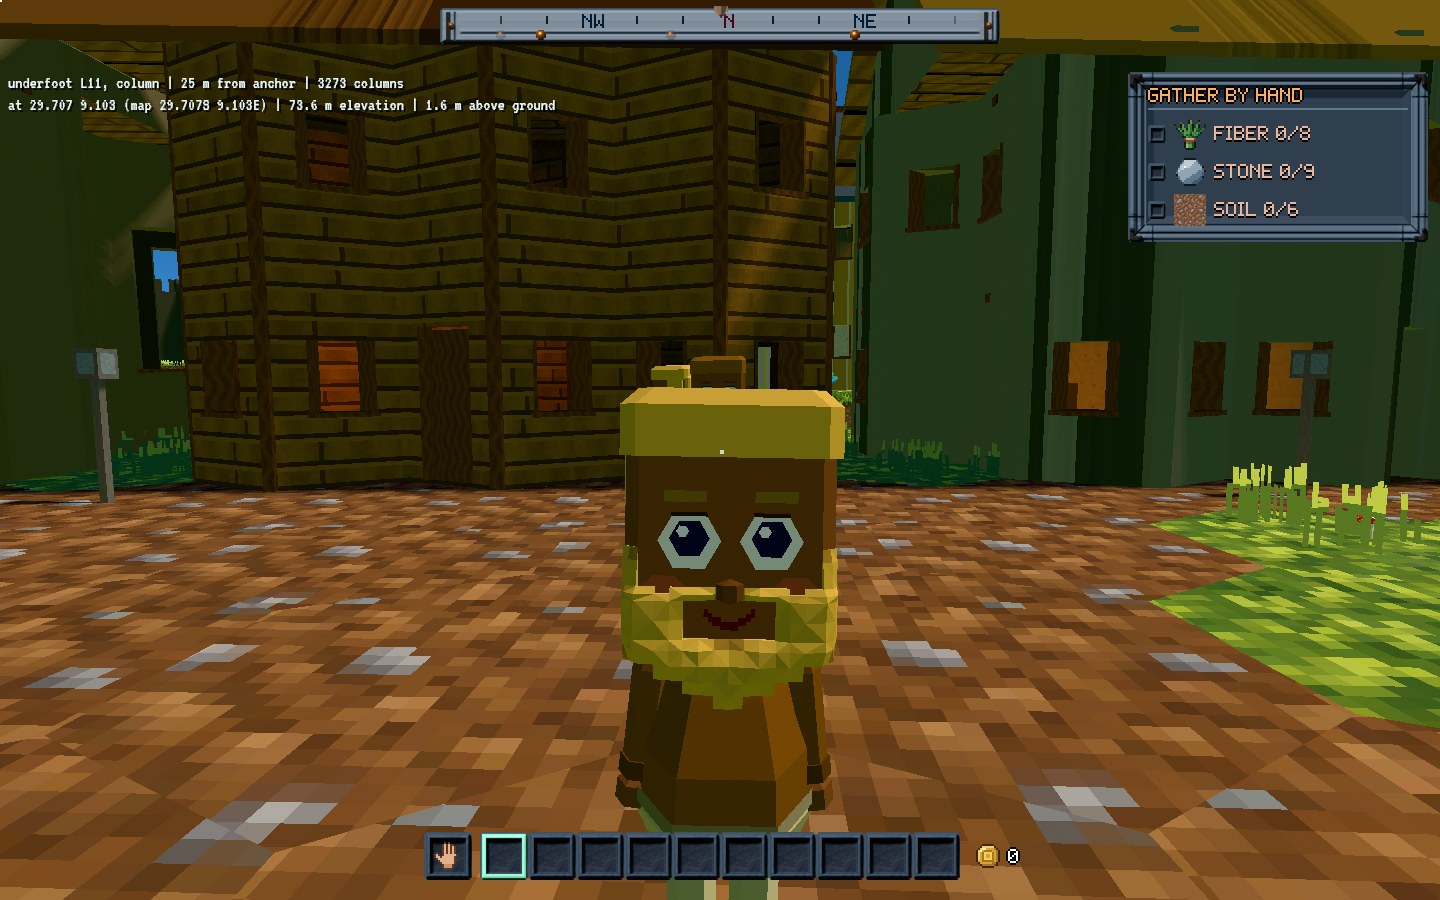 NW N NE
underfoot L11, column | 25 m from anchor | 3273 columns
at 29.707 9.103 (map 29.707S 9.103E) | 73.6 m elevation | 1.6 m above ground
GATHER BY HAND
FIBER 0/8
STONE 0/9
SOIL 0/6
0